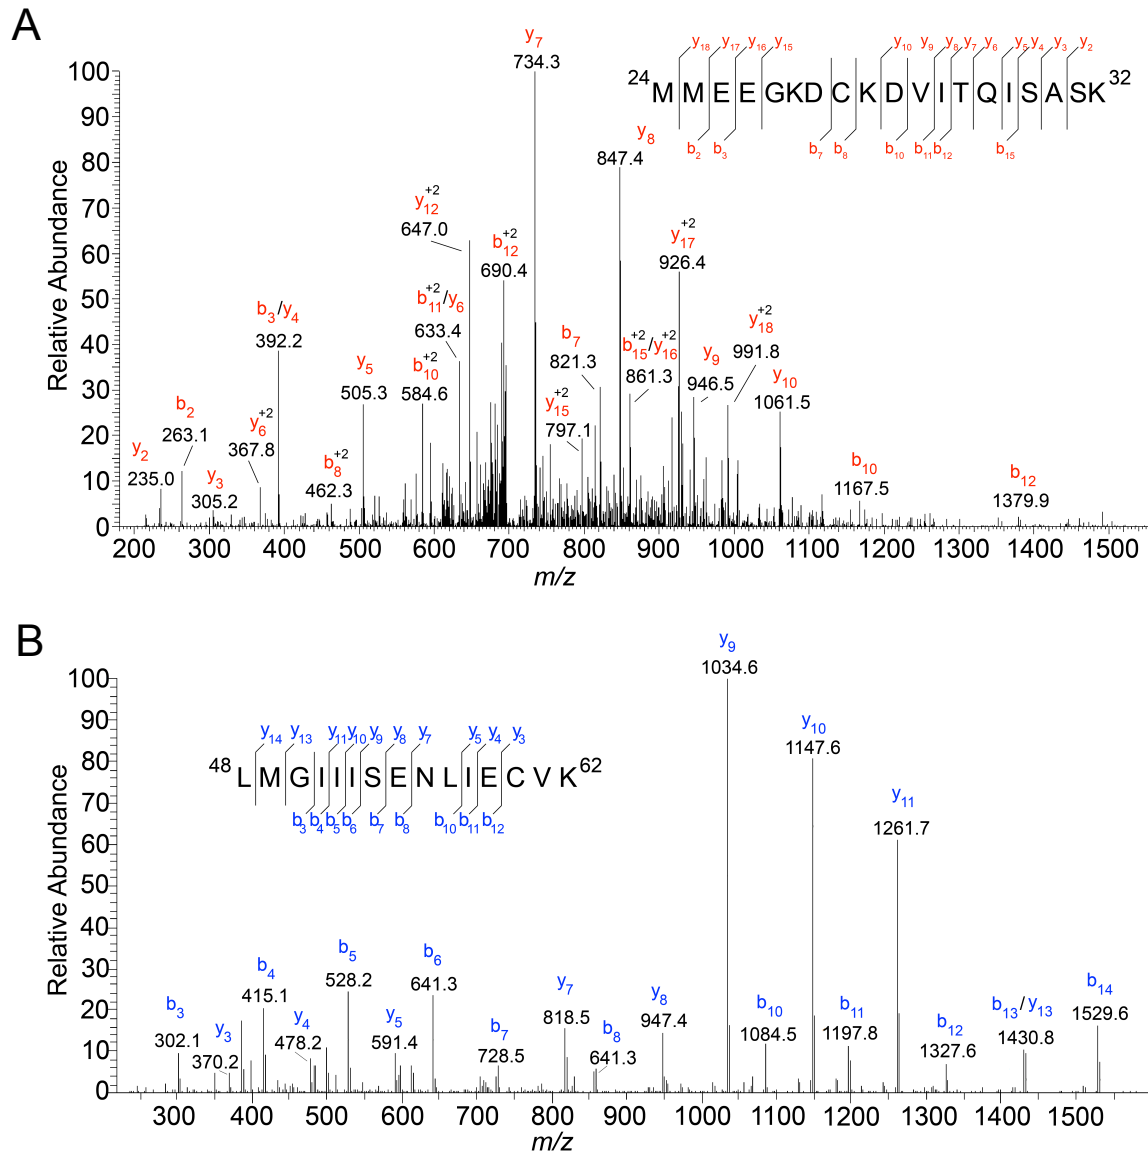 A
y7
734.3
y18 y17 y16 y15 y10 y9 y8 y7 y6 y5 y4 y3 y2
24MMEEGKDCKDVITQISASK32
b2 b3 b7 b8 b10 b11 b12 b15
y8
847.4
y12+2
647.0
b12+2
690.4
y17+2
926.4
b3/y4
392.2
b11+2/y6
633.4
b7
821.3
b15+2/y16+2
861.3
y18+2
991.8
y5
505.3
b10+2
584.6
y9
946.5
y10
1061.5
b2
263.1
y6+2
367.8
y15+2
797.1
y2
235.0
y3
305.2
b8+2
462.3
b10
1167.5
b12
1379.9
Relative Abundance
100
90
80
70
60
50
40
30
20
10
0
200 300 400 500 600 700 800 900 1000 1100 1200 1300 1400 1500
m/z
B
y9
1034.6
y10
1147.6
y11
1261.7
y14 y13 y11 y10 y9 y8 y7 y5 y4 y3
48LMGIIISENLIECVK62
b3 b4 b5 b6 b7 b8 b10 b11 b12
b3
302.1
y3
370.2
b4
415.1
y4
478.2
b5
528.2
y5
591.4
b6
641.3
b7
728.5
y7
818.5
b8
641.3
y8
947.4
b10
1084.5
b11
1197.8
b12
1327.6
b13/y13
1430.8
b14
1529.6
Relative Abundance
100
90
80
70
60
50
40
30
20
10
0
300 400 500 600 700 800 900 1000 1100 1200 1300 1400 1500
m/z